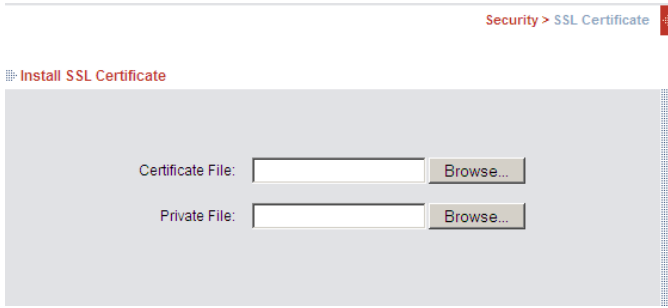 Security > SSL Certificate
Install SSL Certificate
Certificate File: Browse...
Private File: Browse...